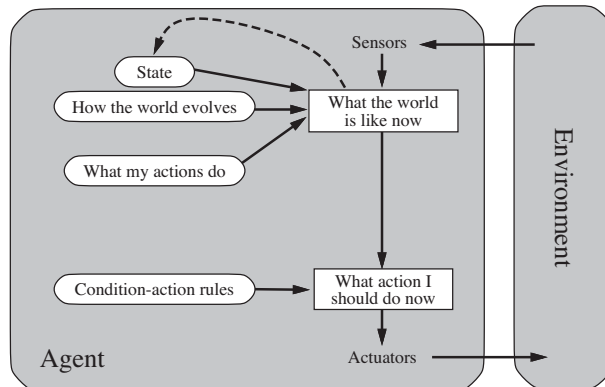 Sensors
State
How the world evolves
What the world
is like now
What my actions do
Condition-action rules
What action I
should do now
Agent
Actuators
Environment